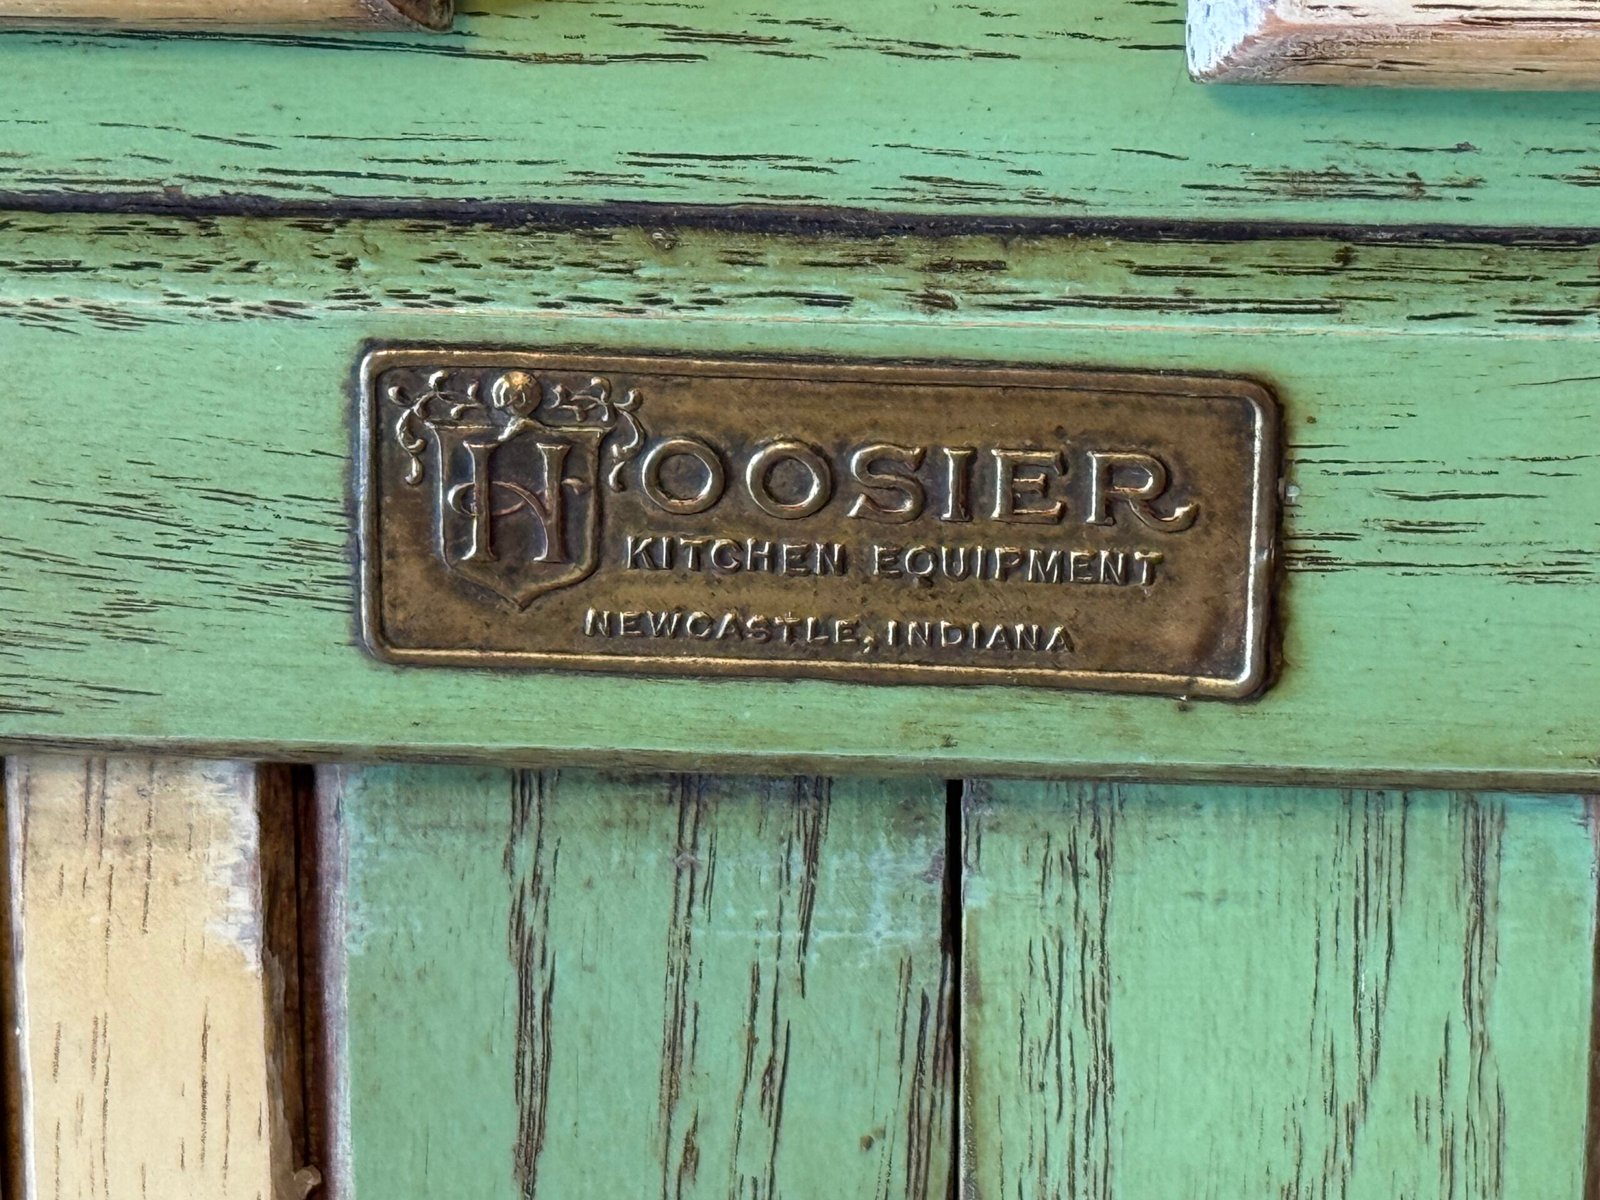 HOOSIER
KITCHEN EQUIPMENT
NEWCASTLE, INDIANA